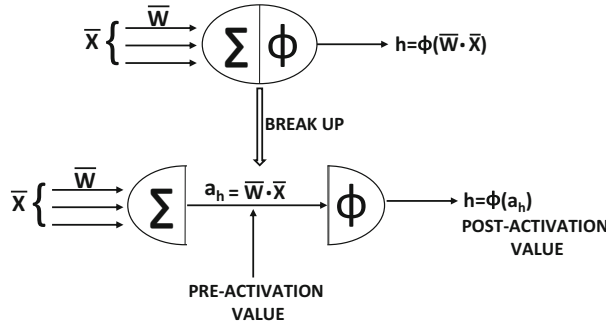 W̅
X̅ {
Σ ϕ
h=ϕ(W̅·X̅)
BREAK UP
W̅
X̅ {
Σ
a_h = W̅·X̅
ϕ
h=ϕ(a_h)
POST-ACTIVATION
VALUE
PRE-ACTIVATION
VALUE